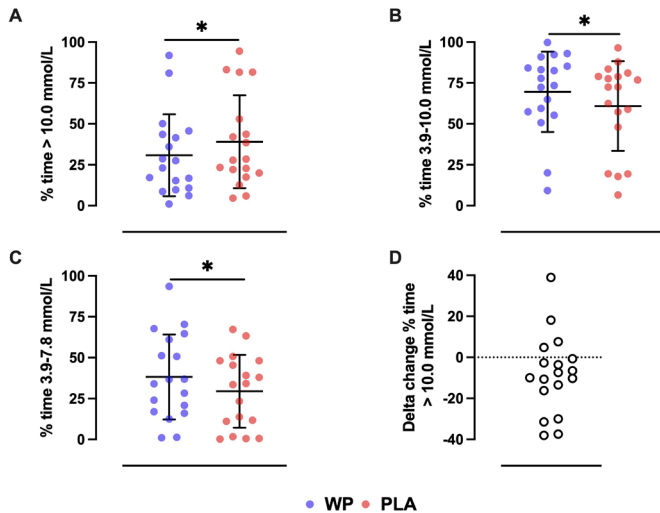 A
B
*
*
% time > 10.0 mmol/L
100
75
50
25
0
% time 3.9-10.0 mmol/L
100
75
50
25
0
C
D
*
% time 3.9-7.8 mmol/L
100
75
50
25
0
Delta change % time
> 10.0 mmol/L
40
20
0
-20
-40
WP PLA